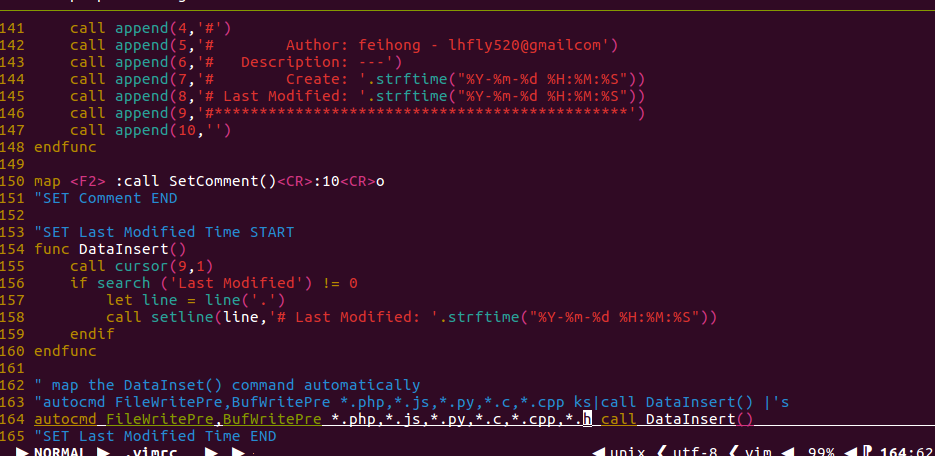 141     call append(4,'#')
142     call append(5,'#        Author: feihong - lhfly520@gmailcom')
143     call append(6,'#   Description: ---')
144     call append(7,'#        Create: '.strftime("%Y-%m-%d %H:%M:%S"))
145     call append(8,'# Last Modified: '.strftime("%Y-%m-%d %H:%M:%S"))
146     call append(9,'#**********************************************')
147     call append(10,'')
148 endfunc
149
150 map <F2> :call SetComment()<CR>:10<CR>o
151 "SET Comment END
152
153 "SET Last Modified Time START
154 func DataInsert()
155     call cursor(9,1)
156     if search ('Last Modified') != 0
157         let line = line('.')
158         call setline(line,'# Last Modified: '.strftime("%Y-%m-%d %H:%M:%S"))
159     endif
160 endfunc
161
162 " map the DataInset() command automatically
163 "autocmd FileWritePre,BufWritePre *.php,*.js,*.py,*.c,*.cpp ks|call DataInsert() |'s
164 autocmd FileWritePre,BufWritePre *.php,*.js,*.py,*.c,*.cpp,*.h call DataInsert()
165 "SET Last Modified Time END
NORMAL .vimrc unix utf-8 vim 99% 164:62